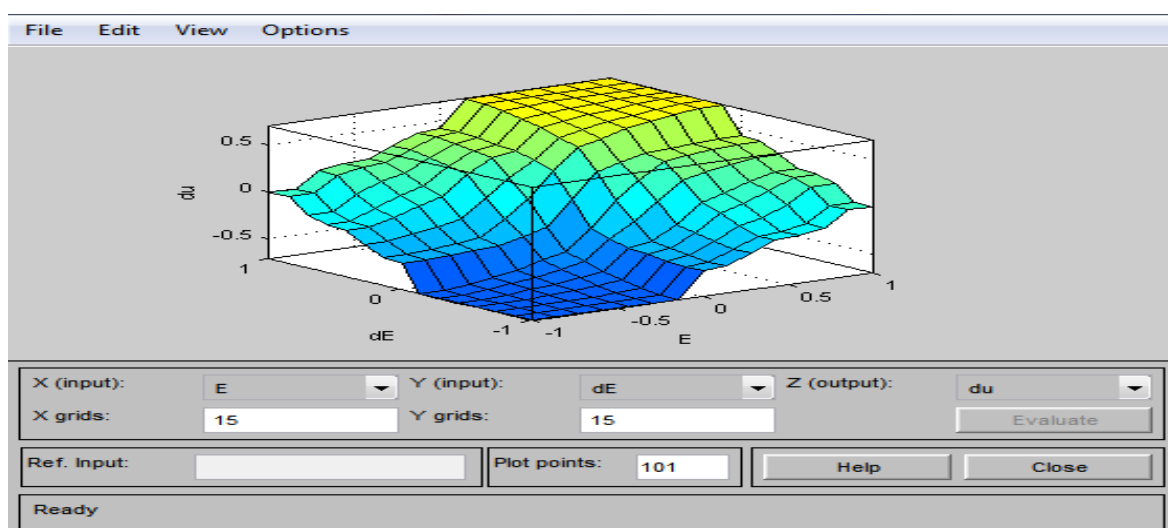 File Edit View Options
0.5
0
-0.5
du
1
0
-1
dE
-1
-0.5
0
0.5
1
E
X (input): E Y (input): dE Z (output): du
X grids: 15 Y grids: 15 Evaluate
Ref. Input: Plot points: 101 Help Close
Ready